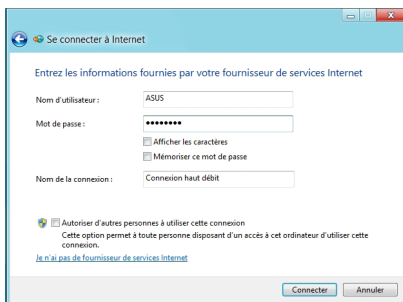 Se connecter à Internet
Entrez les informations fournies par votre fournisseur de services Internet
Nom d'utilisateur :
ASUS
Mot de passe :
●●●●●●●●
Afficher les caractères
Mémoriser ce mot de passe
Nom de la connexion :
Connexion haut débit
Autoriser d'autres personnes à utiliser cette connexion
Cette option permet à toute personne disposant d'un accès à cet ordinateur d'utiliser cette
connexion.
Je n'ai pas de fournisseur de services Internet
Connecter
Annuler